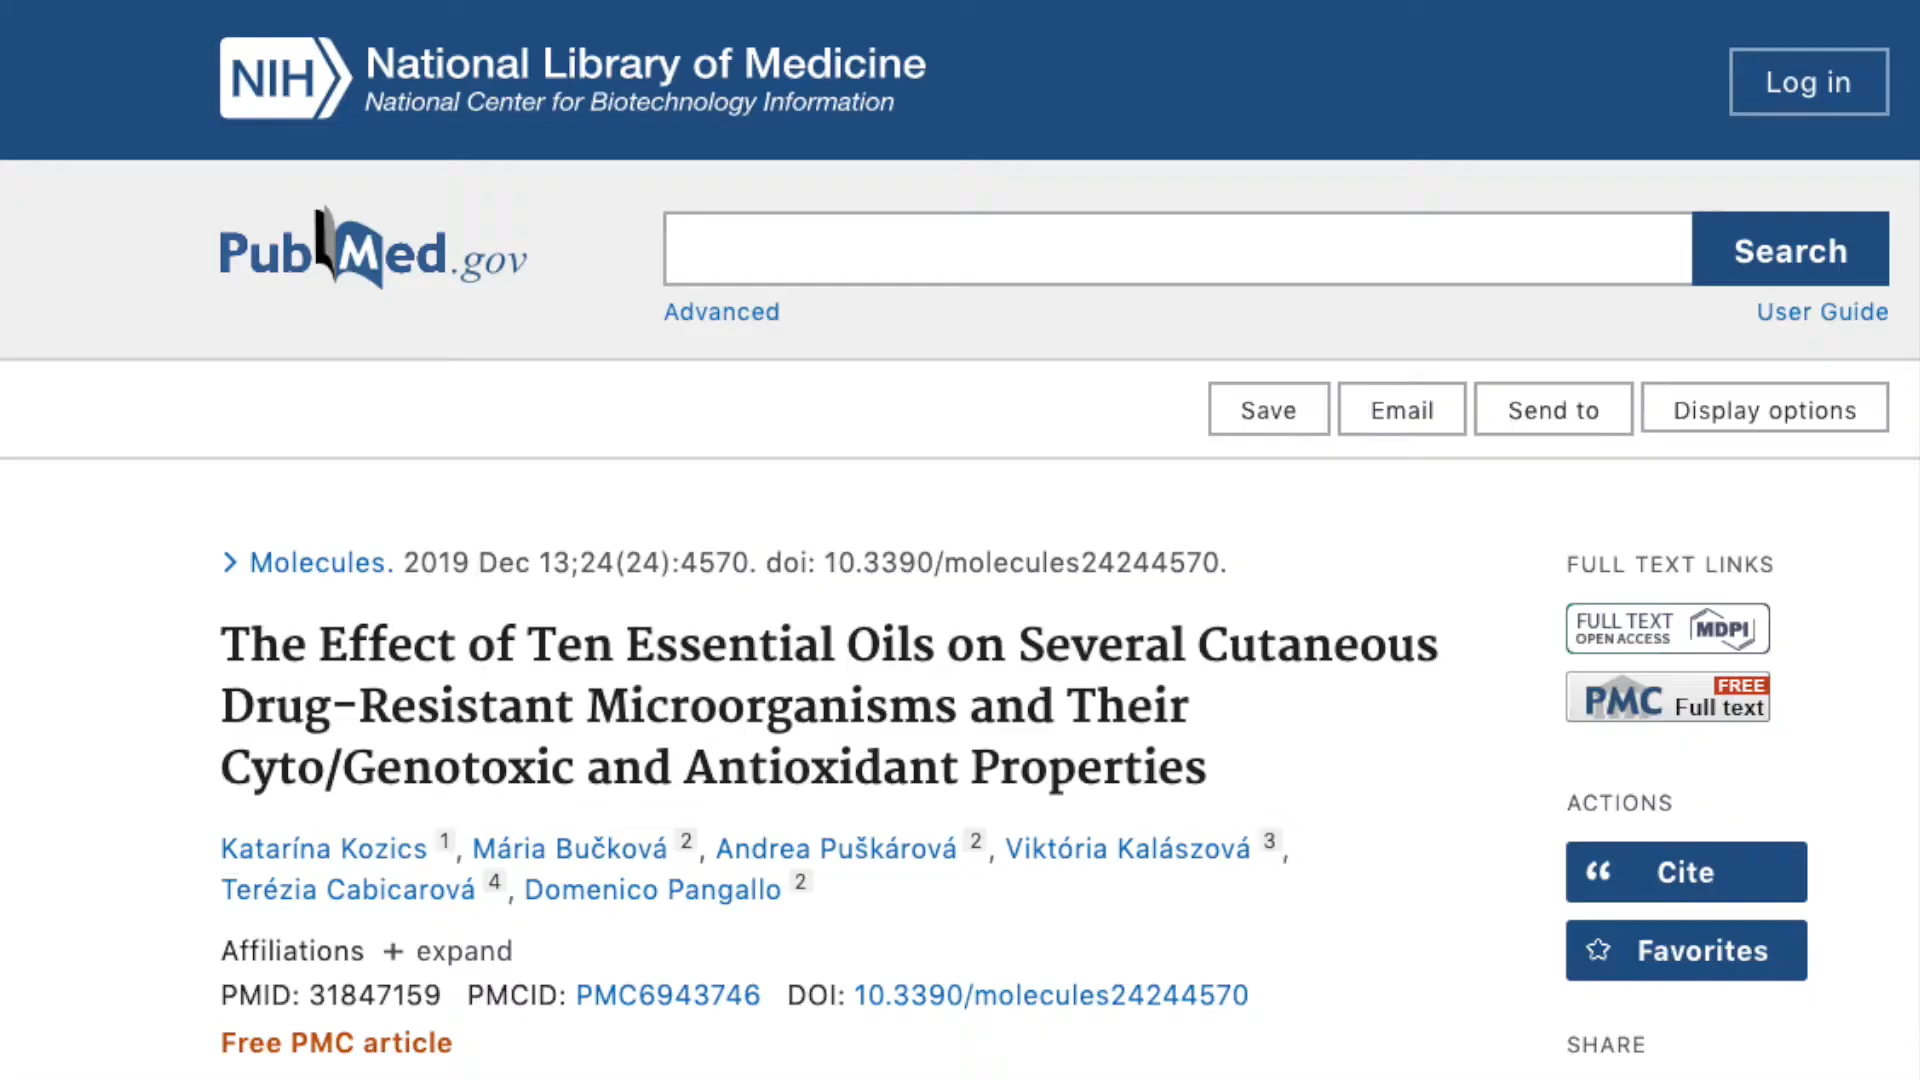 NIH National Library of Medicine
National Center for Biotechnology Information
Log in
PubMed.gov
Search
Advanced
User Guide
Save
Email
Send to
Display options
Molecules. 2019 Dec 13;24(24):4570. doi: 10.3390/molecules24244570.
The Effect of Ten Essential Oils on Several Cutaneous
Drug-Resistant Microorganisms and Their
Cyto/Genotoxic and Antioxidant Properties
Katarína Kozics 1, Mária Bučková 2, Andrea Puškárová 2, Viktória Kalászová 3,
Terézia Cabicarová 4, Domenico Pangallo 2
Affiliations + expand
PMID: 31847159 PMCID: PMC6943746 DOI: 10.3390/molecules24244570
Free PMC article
FULL TEXT LINKS
FULL TEXT
OPEN ACCESS
MDPI
PMC
FREE
Full text
ACTIONS
Cite
Favorites
SHARE